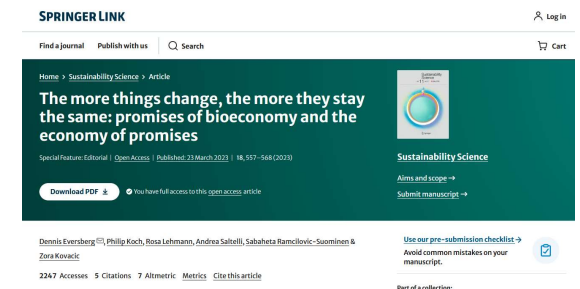 SPRINGER LINK
Log in
Find a journal Publish with us Search
Cart
Home > Sustainability Science > Article
The more things change, the more they stay
the same: promises of bioeconomy and the
economy of promises
Special Feature: Editorial | Open Access | Published: 23 March 2023 | 18, 557–568 (2023)
Download PDF
You have full access to this open access article
Sustainability Science
Aims and scope →
Submit manuscript →
Dennis Eversberg, Philip Koch, Rosa Lehmann, Andrea Saltelli, Sabaheta Ramcilovic-Suominen &
Zora Kovacic
2247 Accesses 5 Citations 7 Altmetric Metrics Cite this article
Use our pre-submission checklist →
Avoid common mistakes on your
manuscript.
Part of a collection: